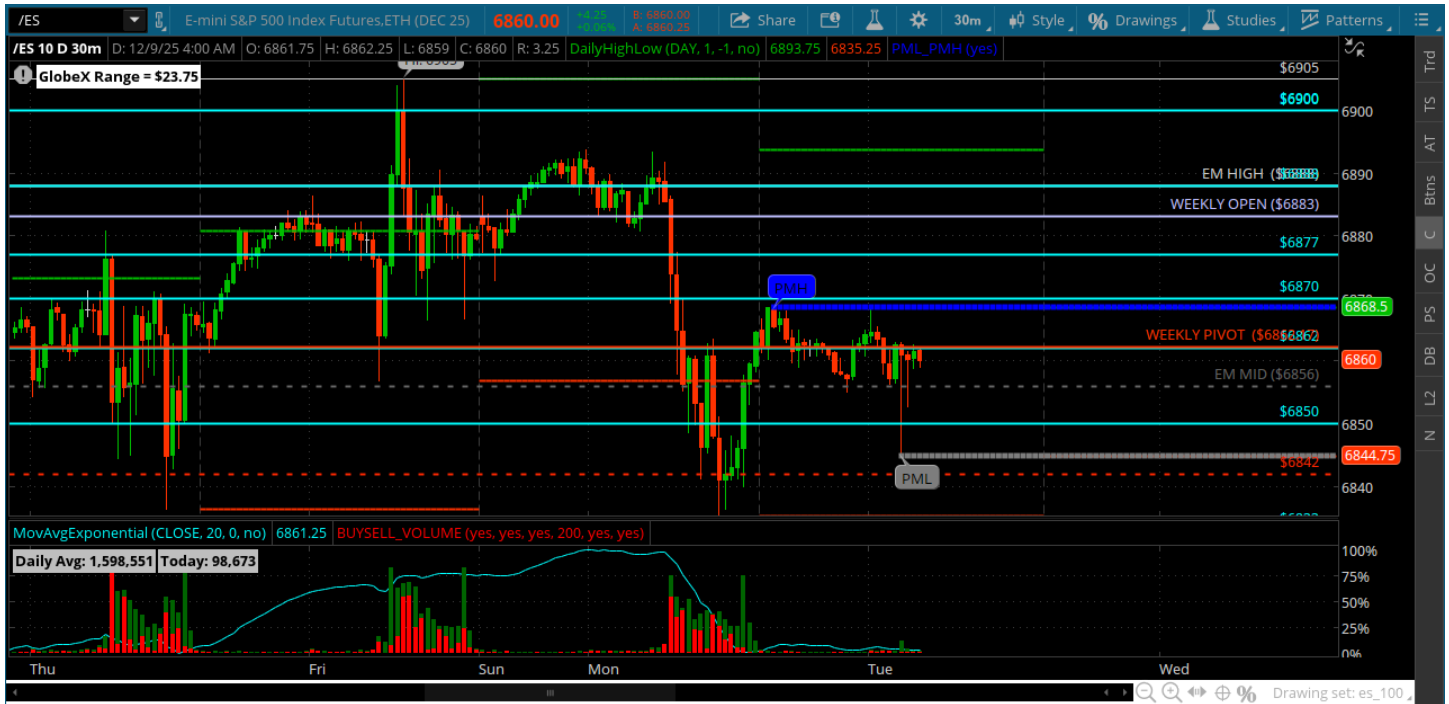 /ES E-mini S&P 500 Index Futures,ETH (DEC 25) 6860.00 +4.25 B: 6860.00 Share 30m Style % Drawings Studies Patterns
+0.06% A: 6860.25
/ES 10 D 30m D: 12/9/25 4:00 AM O: 6861.75 H: 6862.25 L: 6859 C: 6860 R: 3.25 DailyHighLow (DAY, 1, -1, no) 6893.75 6835.25 PML_PMH (yes)
GlobeX Range = $23.75
Hi: 6905
$6905
$6900
6900
EM HIGH
6890
WEEKLY OPEN ($6883)
$6877
6880
$6870
6870
PMH
6868.5
WEEKLY PIVOT
$6862
6860
EM MID ($6856)
$6850
6850
6844.75
$6842
PML
6840
Trd
TS
AT
Btns
C
OC
PS
DB
L2
N
MovAvgExponential (CLOSE, 20, 0, no) 6861.25 BUYSELL_VOLUME (yes, yes, yes, 200, yes, yes)
Daily Avg: 1,598,551 Today: 98,673
100%
75%
50%
25%
0%
Thu Fri Sun Mon Tue Wed
% Drawing set: es_100